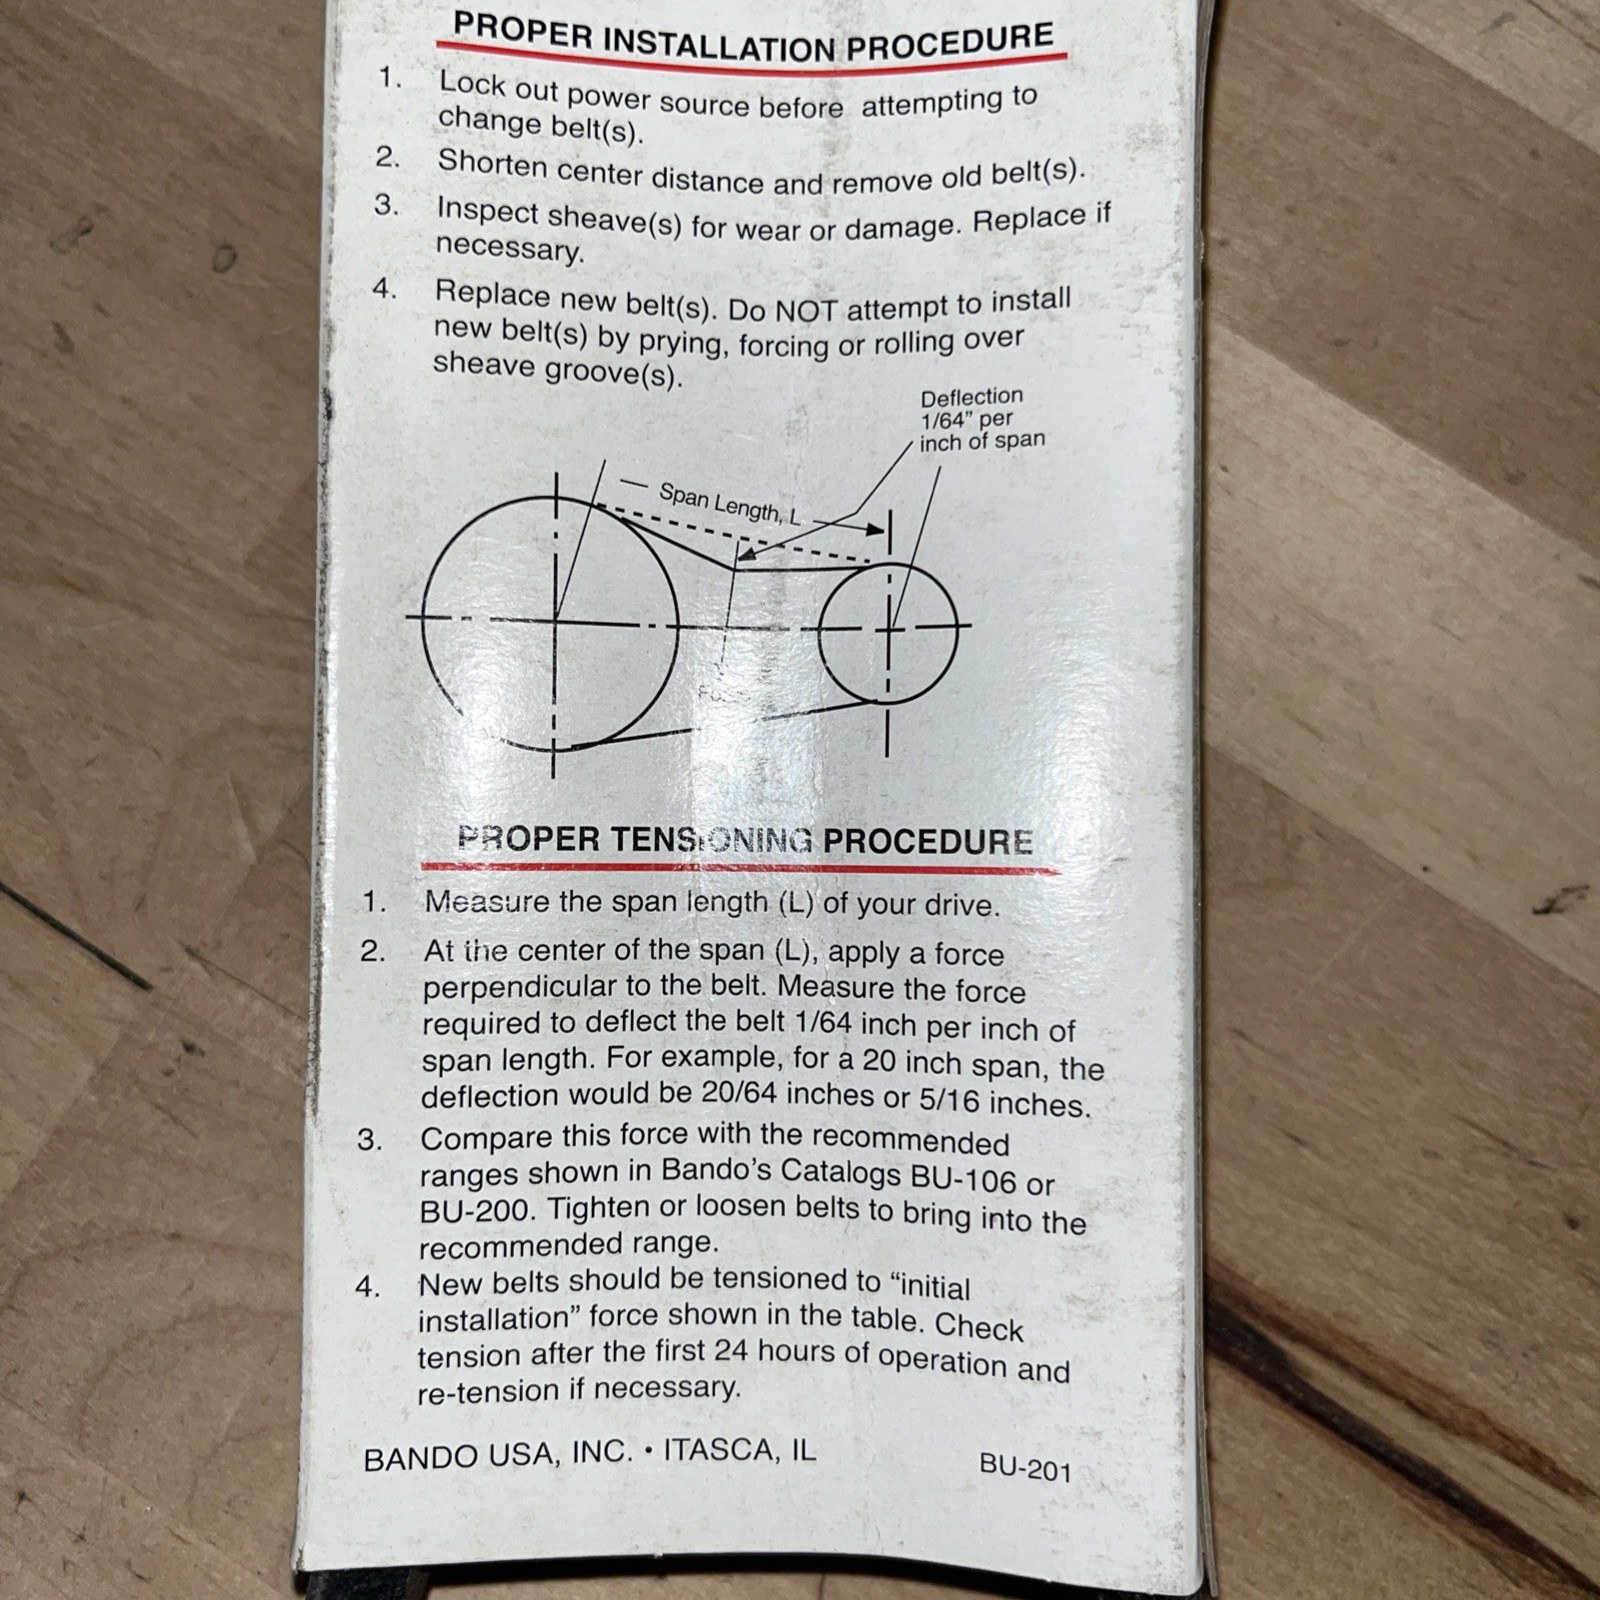 PROPER INSTALLATION PROCEDURE
1. Lock out power source before attempting to
change belt(s).
2. Shorten center distance and remove old belt(s).
3. Inspect sheave(s) for wear or damage. Replace if
necessary.
4. Replace new belt(s). Do NOT attempt to install
new belt(s) by prying, forcing or rolling over
sheave groove(s).
Deflection
1/64” per
inch of span
Span Length, L
PROPER TENSIONING PROCEDURE
1. Measure the span length (L) of your drive.
2. At the center of the span (L), apply a force
perpendicular to the belt. Measure the force
required to deflect the belt 1/64 inch per inch of
span length. For example, for a 20 inch span, the
deflection would be 20/64 inches or 5/16 inches.
3. Compare this force with the recommended
ranges shown in Bando’s Catalogs BU-106 or
BU-200. Tighten or loosen belts to bring into the
recommended range.
4. New belts should be tensioned to “initial
installation” force shown in the table. Check
tension after the first 24 hours of operation and
re-tension if necessary.
BANDO USA, INC. • ITASCA, IL
BU-201